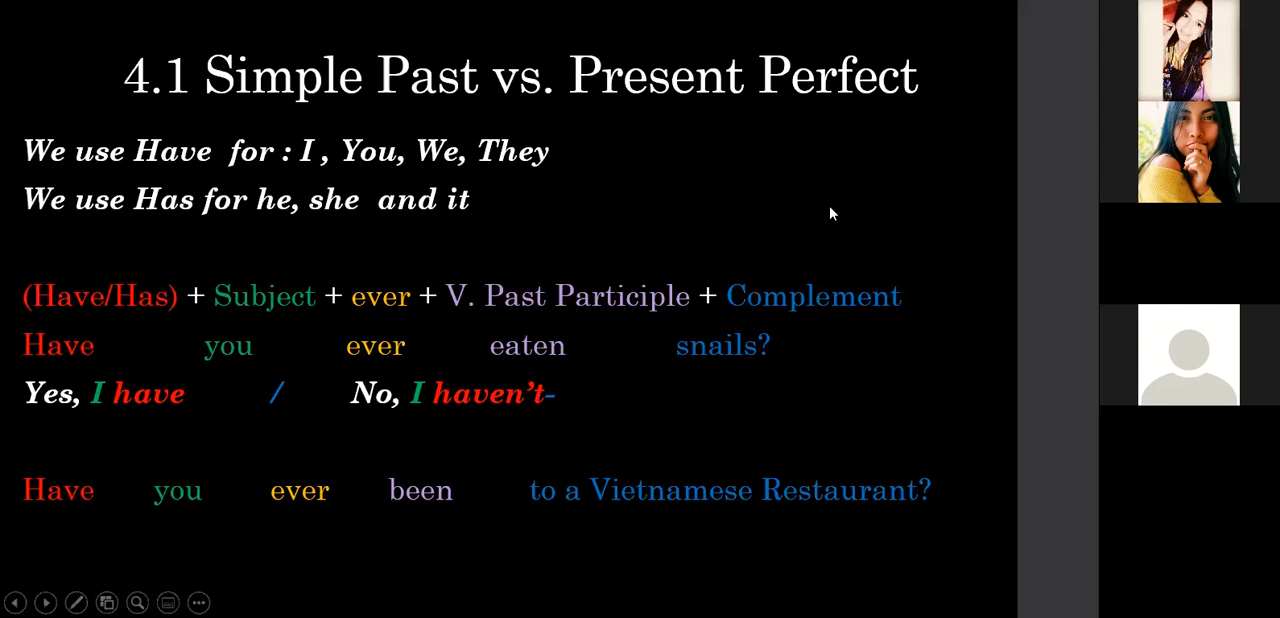 4.1 Simple Past vs. Present Perfect
We use Have for : I , You, We, They
We use Has for he, she and it
(Have/Has) + Subject + ever + V. Past Participle + Complement
Have you ever eaten snails?
Yes, I have / No, I haven’t-
Have you ever been to a Vietnamese Restaurant?